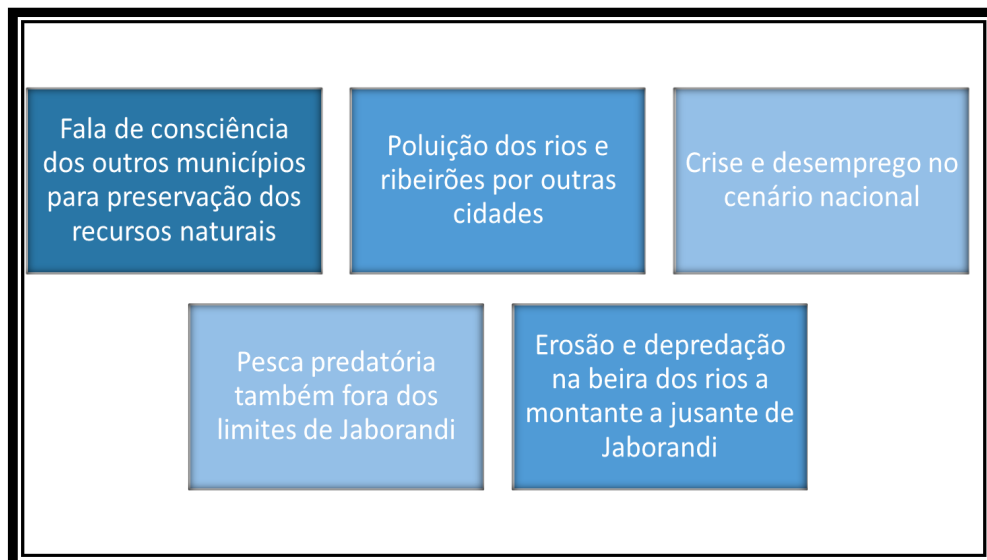 Fala de consciência
dos outros municípios
para preservação dos
recursos naturais
Poluição dos rios e
ribeirões por outras
cidades
Crise e desemprego no
cenário nacional
Pesca predatória
também fora dos
limites de Jaborandi
Erosão e depredação
na beira dos rios a
montante a jusante de
Jaborandi